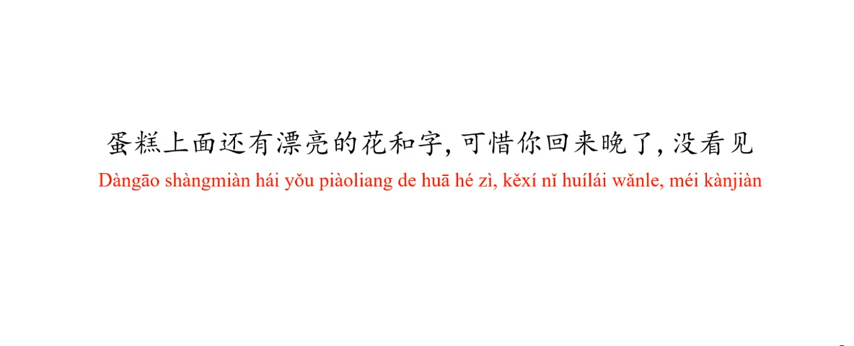 蛋糕上面还有漂亮的花和字,可惜你回来晚了,没看见
Dàngāo shàngmiàn hái yǒu piàoliang de huā hé zì, kěxí nǐ huílái wǎnle, méi kànjiàn